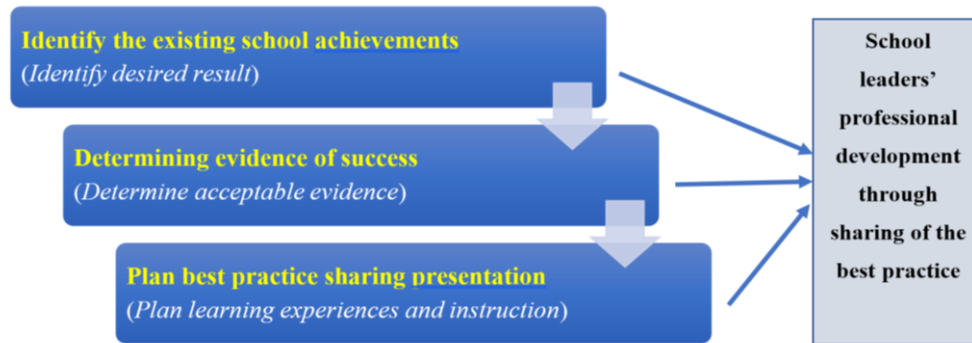 Identify the existing school achievements
(Identify desired result)
Determining evidence of success
(Determine acceptable evidence)
Plan best practice sharing presentation
(Plan learning experiences and instruction)
School
leaders’
professional
development
through
sharing of the
best practice